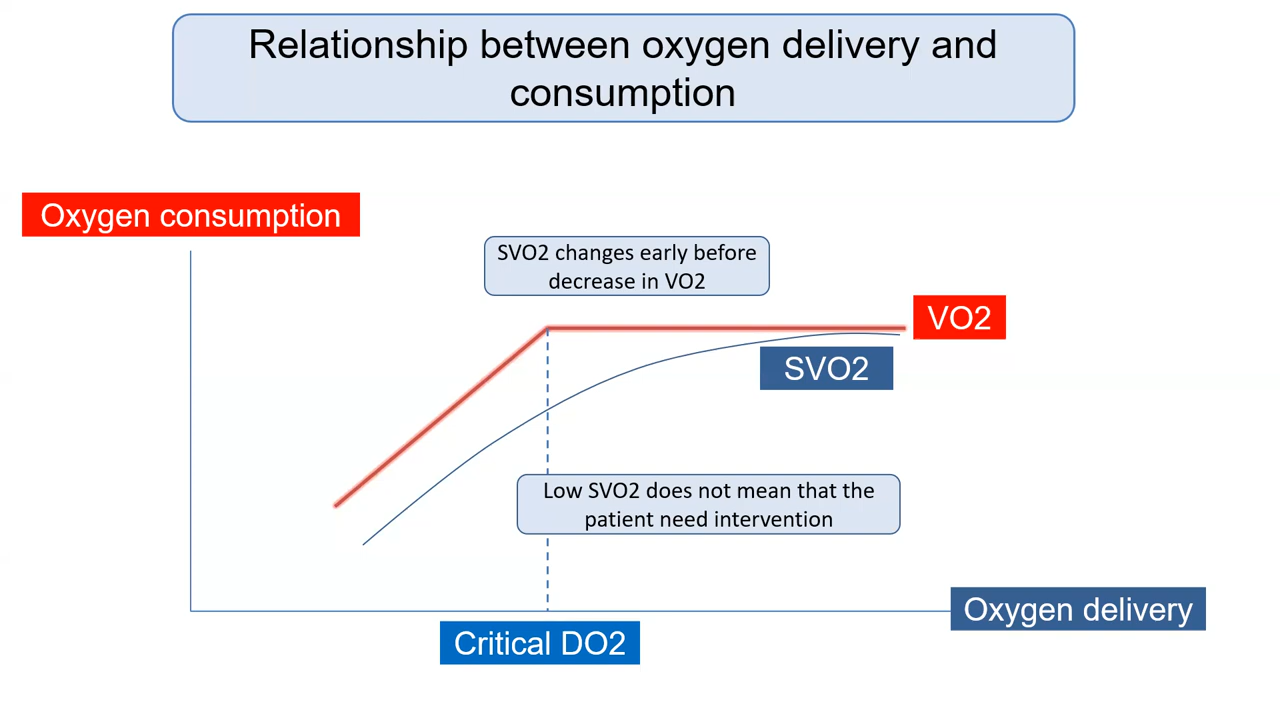 Relationship between oxygen delivery and
consumption
Oxygen consumption
SVO2 changes early before
decrease in VO2
VO2
SVO2
Low SVO2 does not mean that the
patient need intervention
Oxygen delivery
Critical DO2